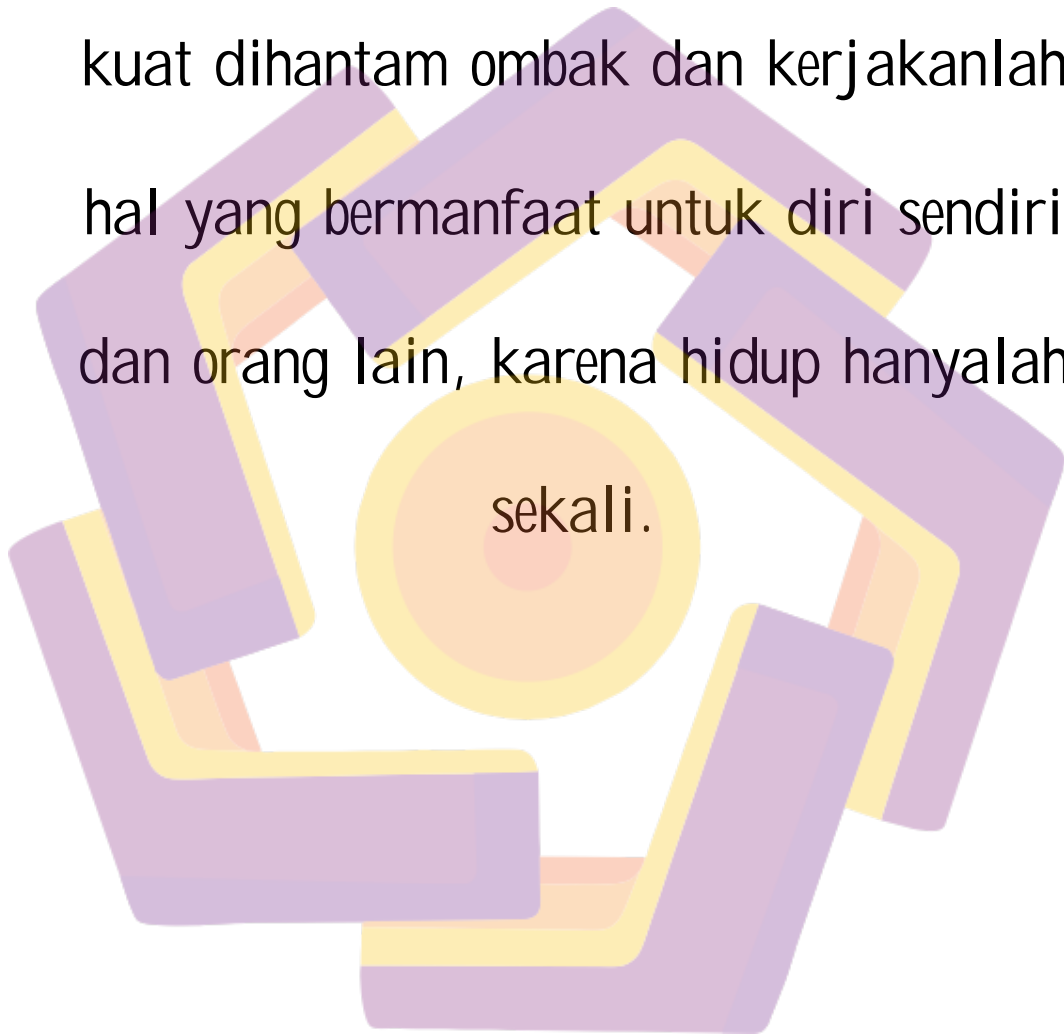 kuat dihantam ombak dan kerjakanlah
hal yang bermanfaat untuk diri sendiri
dan orang lain, karena hidup hanyalah
sekali.